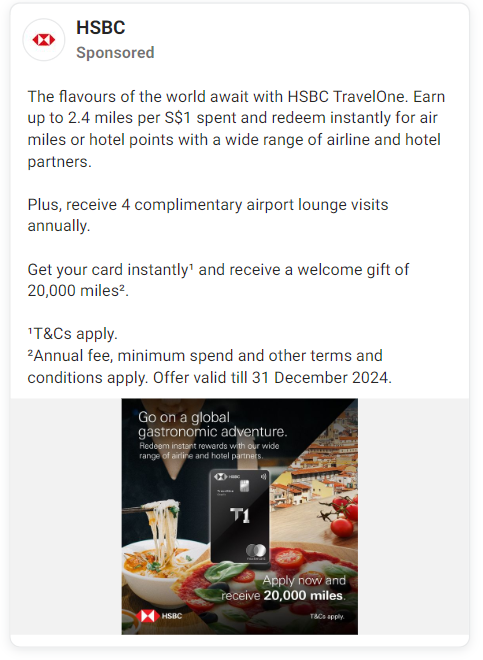 HSBC
Sponsored
The flavours of the world await with HSBC TravelOne. Earn
up to 2.4 miles per S$1 spent and redeem instantly for air
miles or hotel points with a wide range of airline and hotel
partners.
Plus, receive 4 complimentary airport lounge visits
annually.
Get your card instantly¹ and receive a welcome gift of
20,000 miles².
¹T&Cs apply.
²Annual fee, minimum spend and other terms and
conditions apply. Offer valid till 31 December 2024.
Go on a global
gastronomic adventure.
Redeem instant rewards with our wide
range of airline and hotel partners.
HSBC
T1
Apply now and
receive 20,000 miles.
HSBC
T&Cs apply.